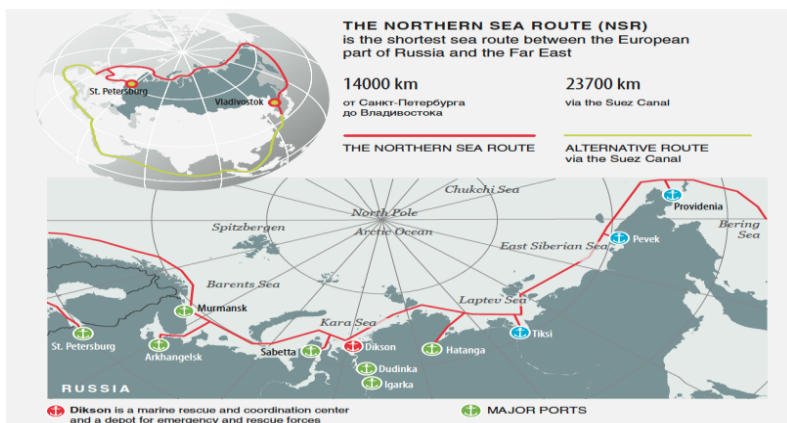 THE NORTHERN SEA ROUTE (NSR)
is the shortest sea route between the European
part of Russia and the Far East
14000 km
23700 km
от Санкт-Петербурга
до Владивостока
via the Suez Canal
THE NORTHERN SEA ROUTE
ALTERNATIVE ROUTE
via the Suez Canal
St. Petersburg
Vladivostok
Chukchi Sea
North Pole
Arctic Ocean
Spitzbergen
Providenia
Bering
Sea
East Siberian Sea
Pevek
Barents Sea
Laptev Sea
Murmansk
Kara Sea
St. Petersburg
Arkhangelsk
Sabetta
Dikson
Hatanga
Tiksi
Dudinka
Igarka
RUSSIA
Dikson is a marine rescue and coordination center
and a depot for emergency and rescue forces
MAJOR PORTS